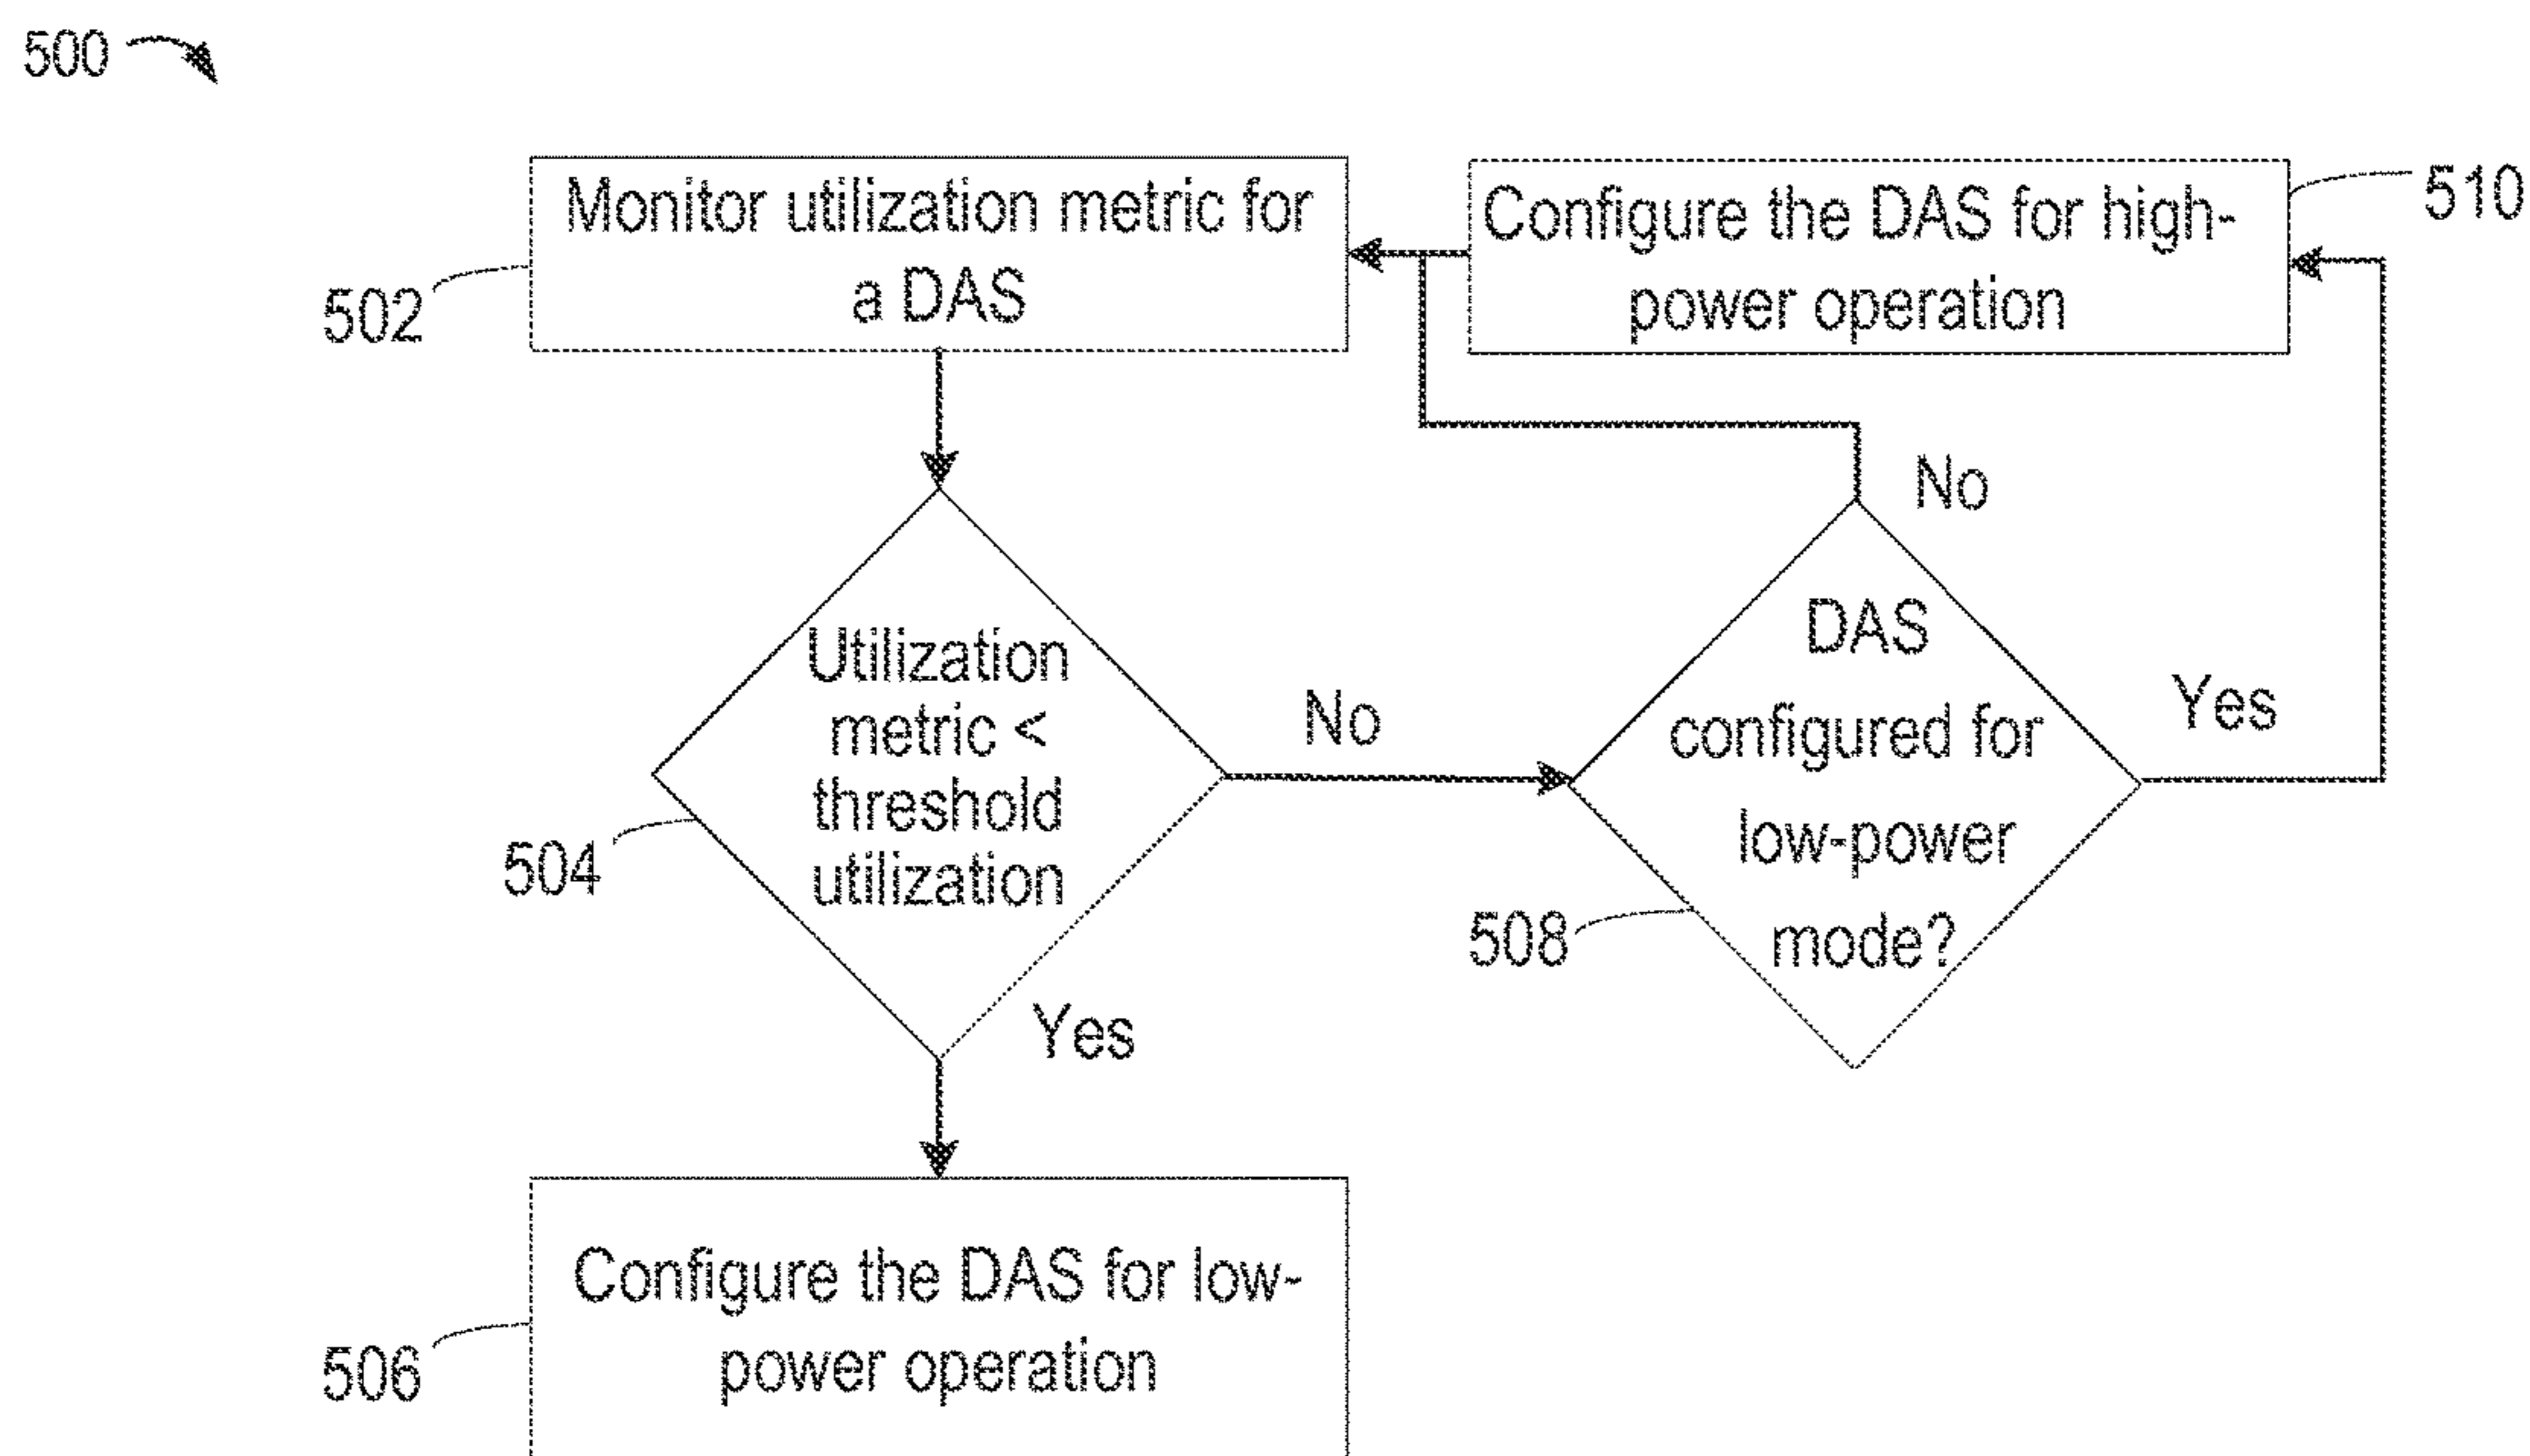 500
Monitor utilization metric for
a DAS
502
Configure the DAS for high-
power operation
510
Utilization
metric <
threshold
utilization
504
No
Yes
DAS
configured for
low-power
mode?
508
No
Yes
Configure the DAS for low-
power operation
506